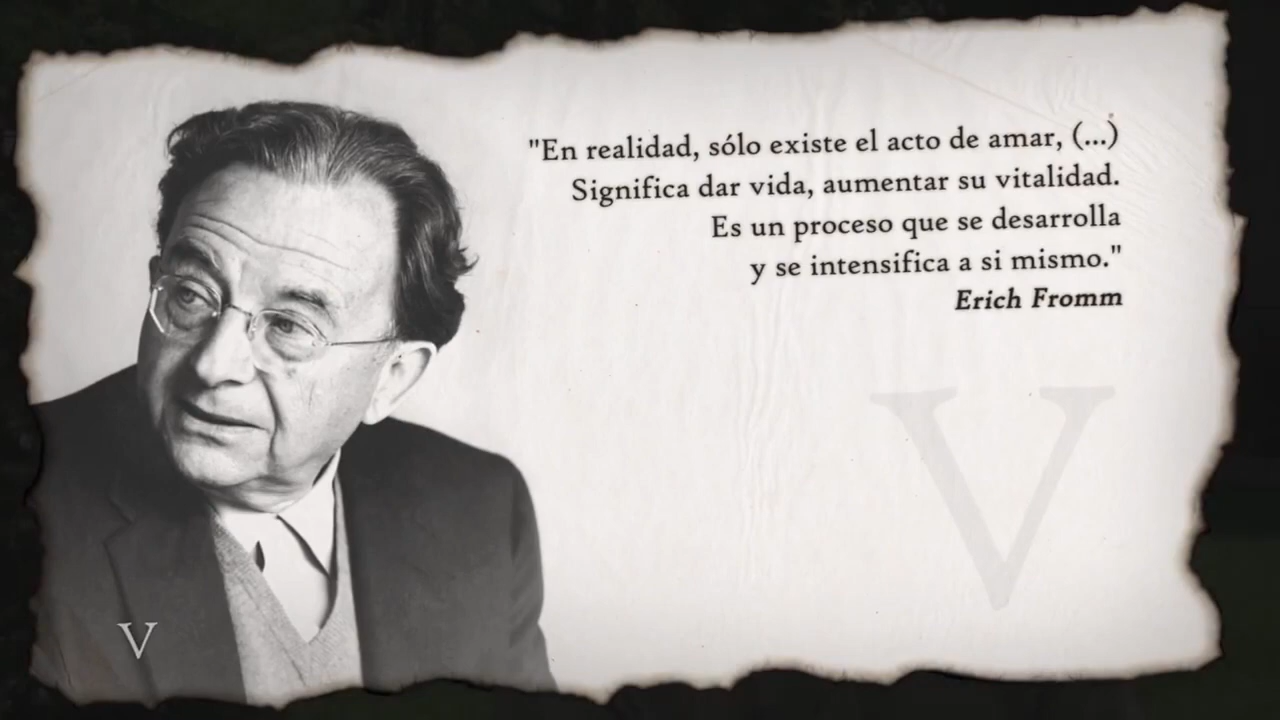 "En realidad, sólo existe el acto de amar, (...)
Significa dar vida, aumentar su vitalidad.
Es un proceso que se desarrolla
y se intensifica a si mismo."
Erich Fromm
V
V